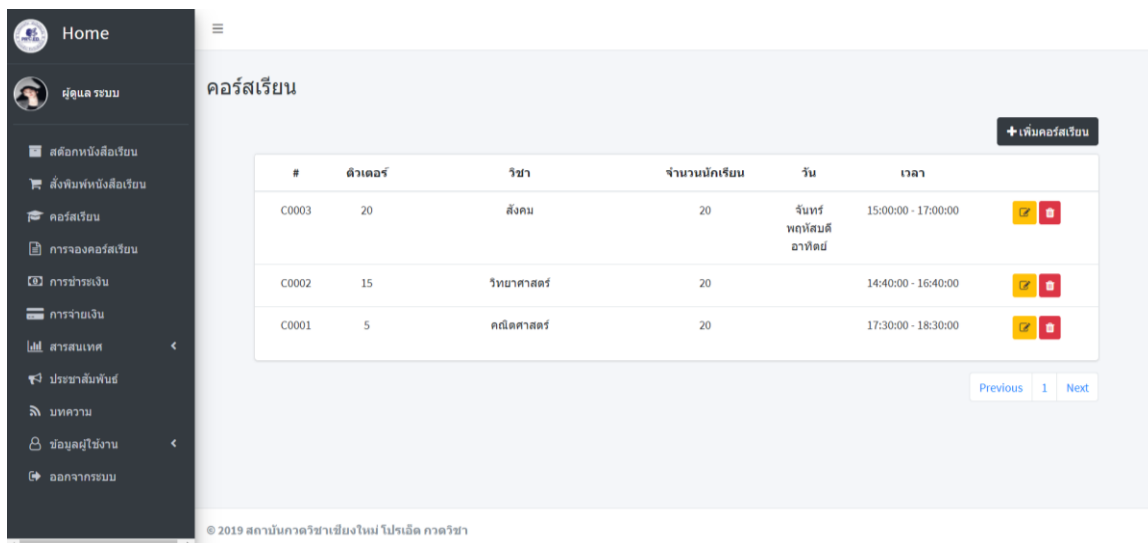 Home
ผู้ดูแล ระบบ
สต๊อกหนังสือเรียน
สั่งพิมพ์หนังสือเรียน
คอร์สเรียน
การจองคอร์สเรียน
การชำระเงิน
การจ่ายเงิน
สารสนเทศ
ประชาสัมพันธ์
บทความ
ข้อมูลผู้ใช้งาน
ออกจากระบบ
คอร์สเรียน
เพิ่มคอร์สเรียน
# ติวเตอร์ วิชา จำนวนนักเรียน วัน เวลา
C0003 20 สังคม 20 จันทร์ 15:00:00 - 17:00:00
พฤหัสบดี
อาทิตย์
C0002 15 วิทยาศาสตร์ 20 14:40:00 - 16:40:00
C0001 5 คณิตศาสตร์ 20 17:30:00 - 18:30:00
Previous 1 Next
© 2019 สถาบันกวดวิชาเชียงใหม่ โปรเอ็ด กวดวิชา